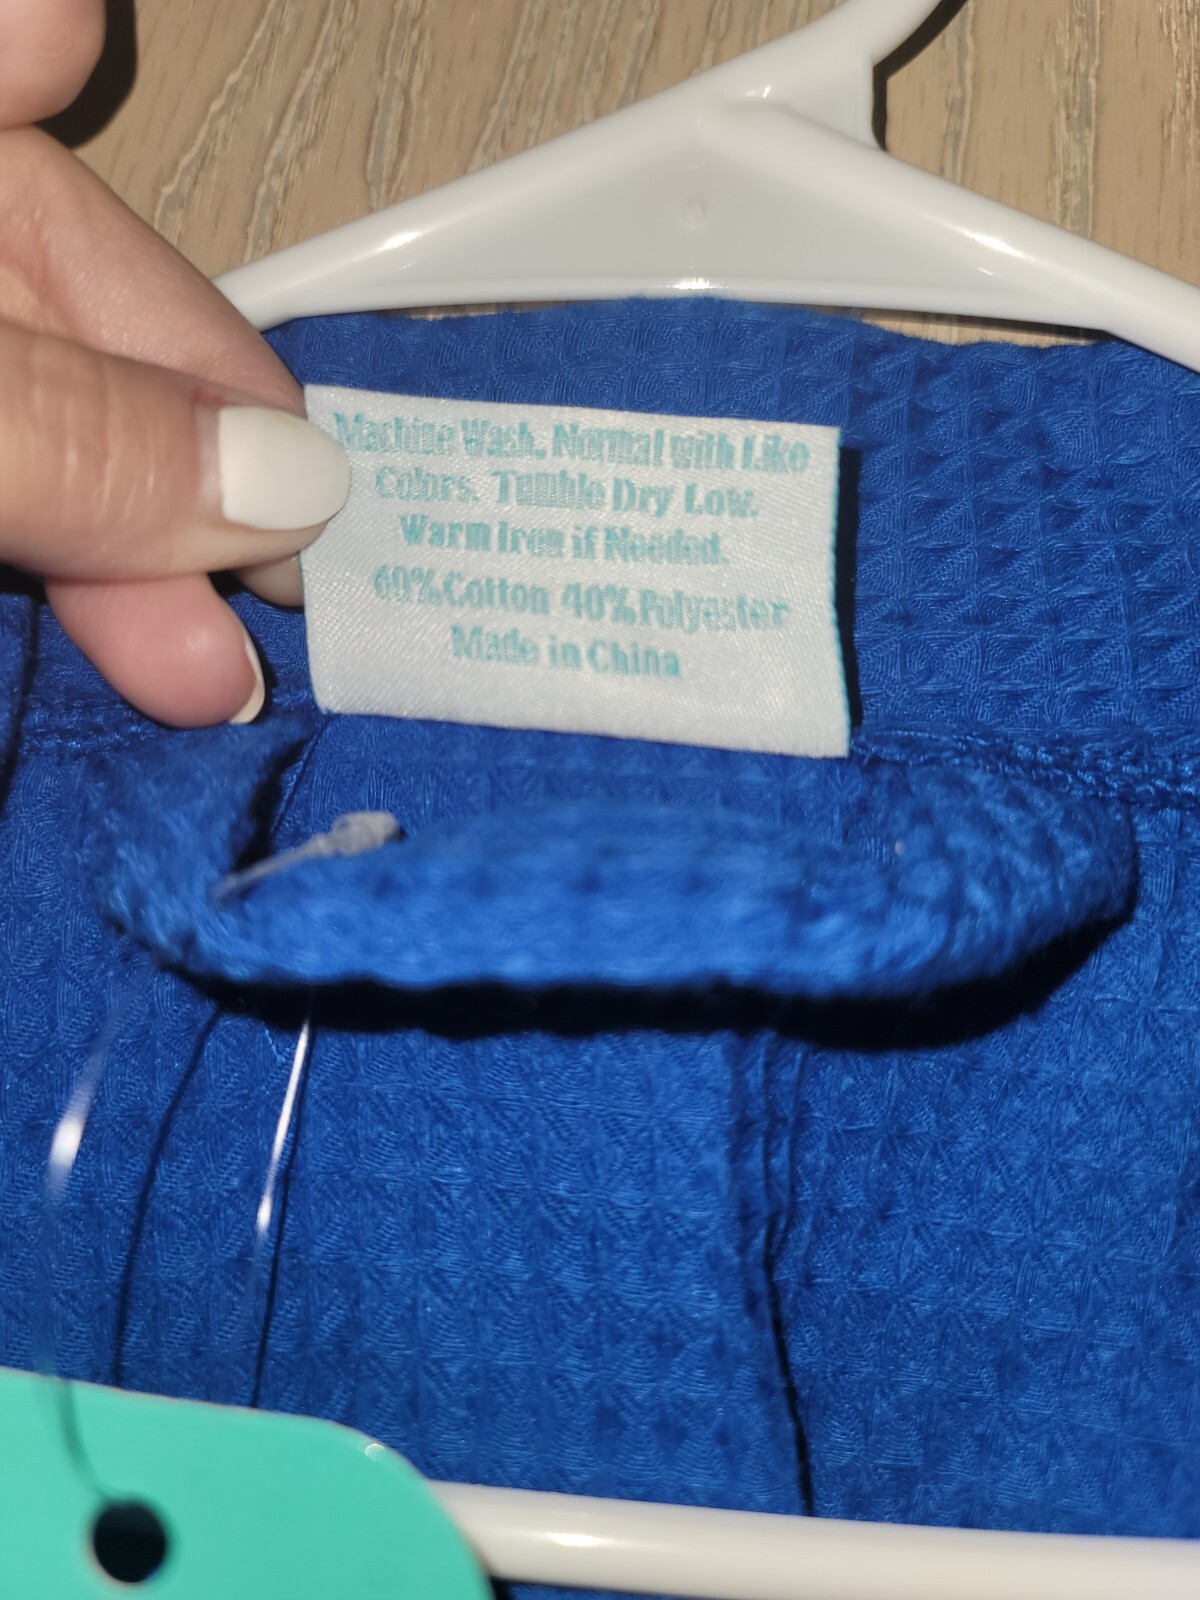 Machine Wash. Normal with Like
Colors. Tumble Dry Low.
Warm Iron if Needed.
60% Cotton 40% Polyester
Made in China